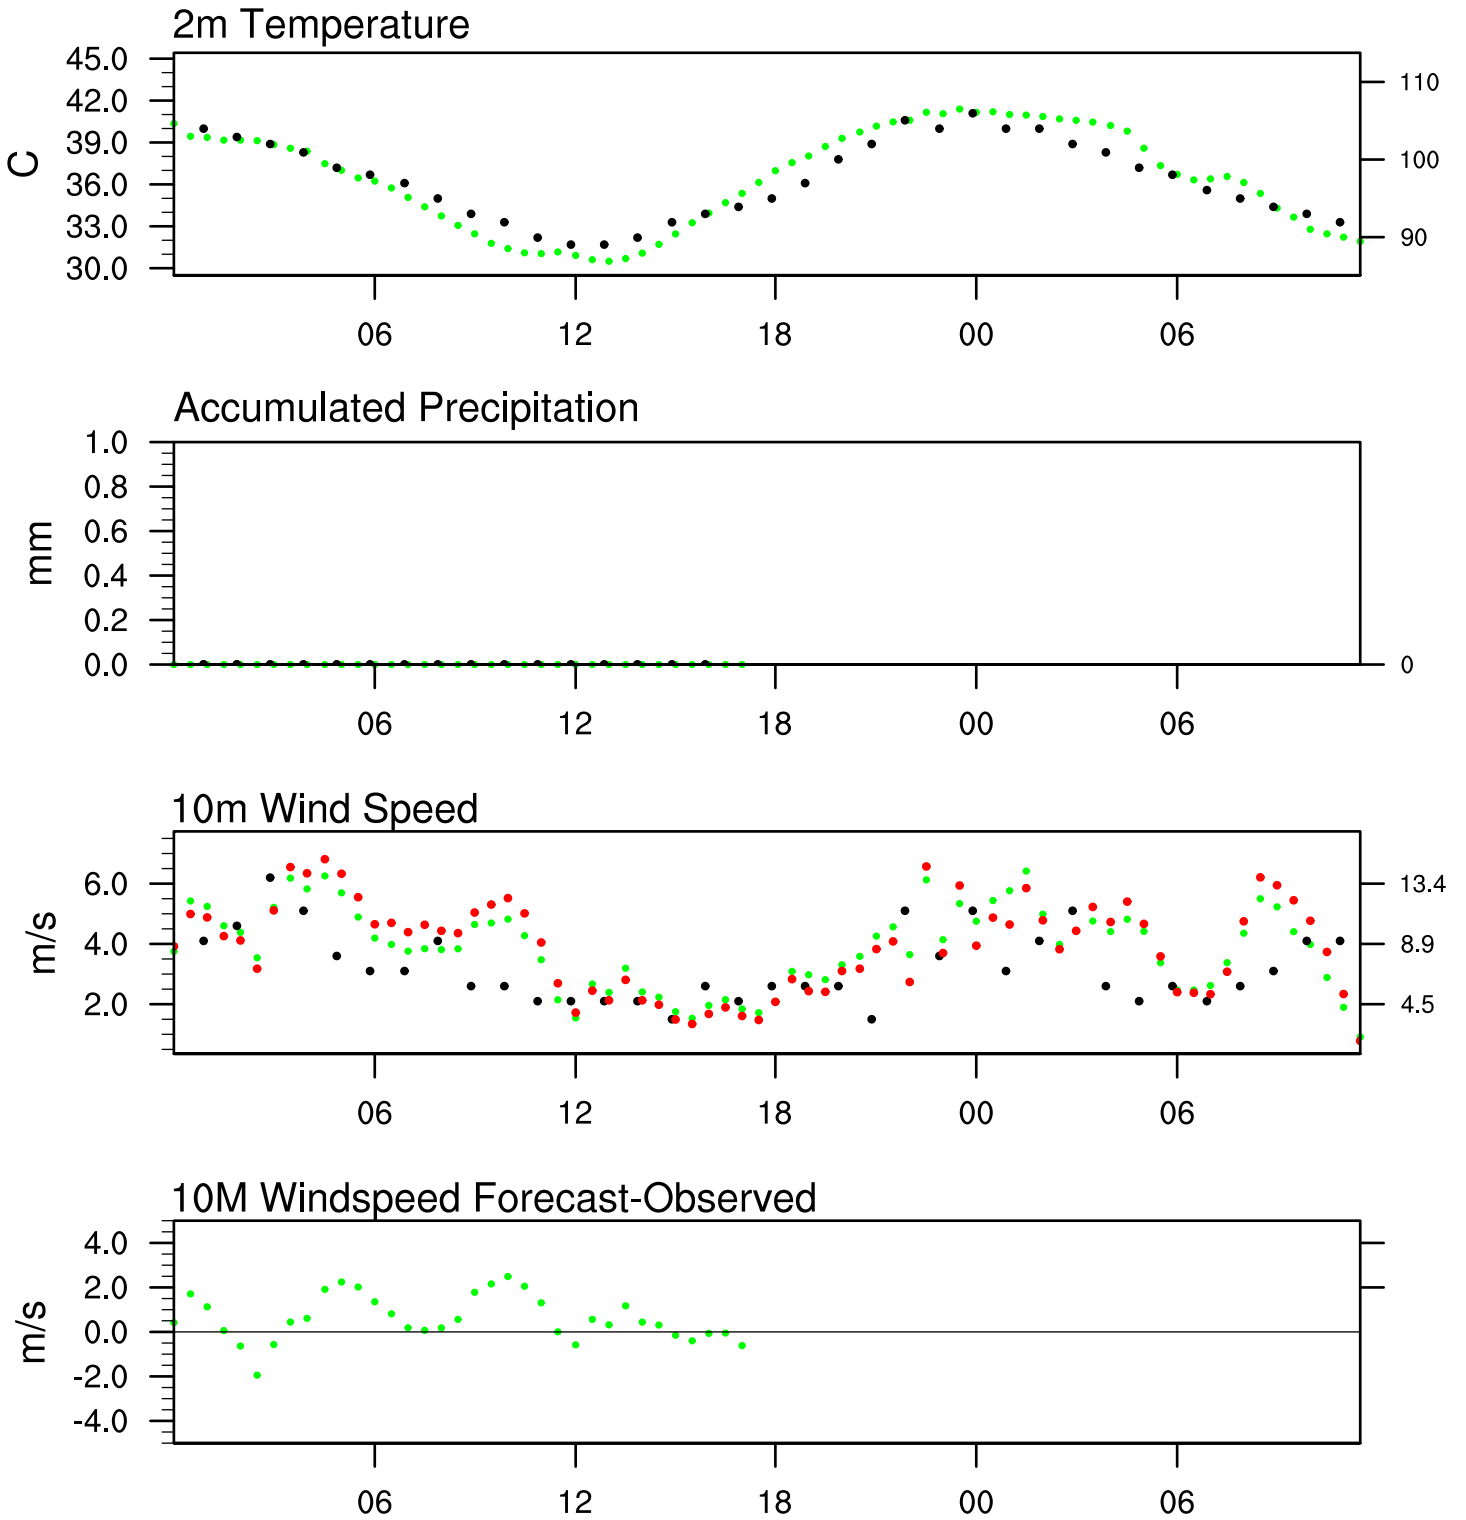 2m Temperature
45.0
42.0
39.0
36.0
33.0
30.0
C
110
100
90
06 12 18 00 06
Accumulated Precipitation
1.0
0.8
0.6
0.4
0.2
0.0
mm
0
06 12 18 00 06
10m Wind Speed
6.0
4.0
2.0
m/s
13.4
8.9
4.5
06 12 18 00 06
10M Windspeed Forecast-Observed
4.0
2.0
0.0
-2.0
-4.0
m/s
06 12 18 00 06